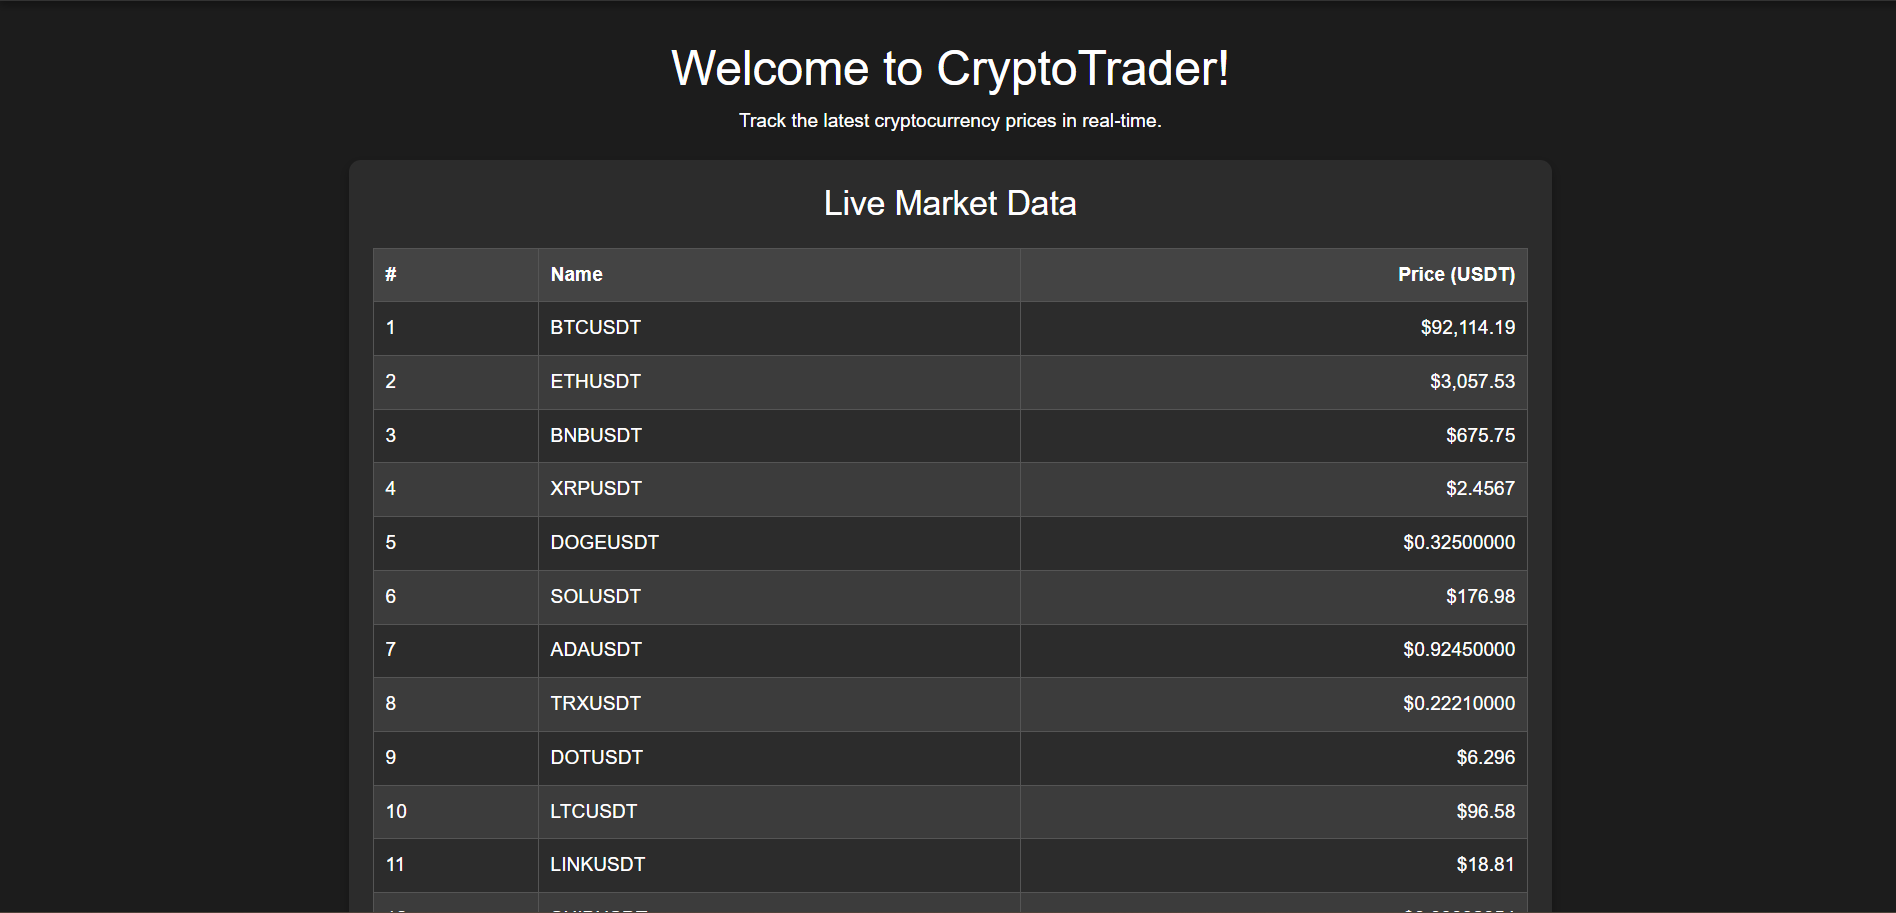 Welcome to CryptoTrader!
Track the latest cryptocurrency prices in real-time.
Live Market Data
# Name Price (USDT)
1 BTCUSDT $92,114.19
2 ETHUSDT $3,057.53
3 BNBUSDT $675.75
4 XRPUSDT $2.4567
5 DOGEUSDT $0.32500000
6 SOLUSDT $176.98
7 ADAUSDT $0.92450000
8 TRXUSDT $0.22210000
9 DOTUSDT $6.296
10 LTCUSDT $96.58
11 LINKUSDT $18.81